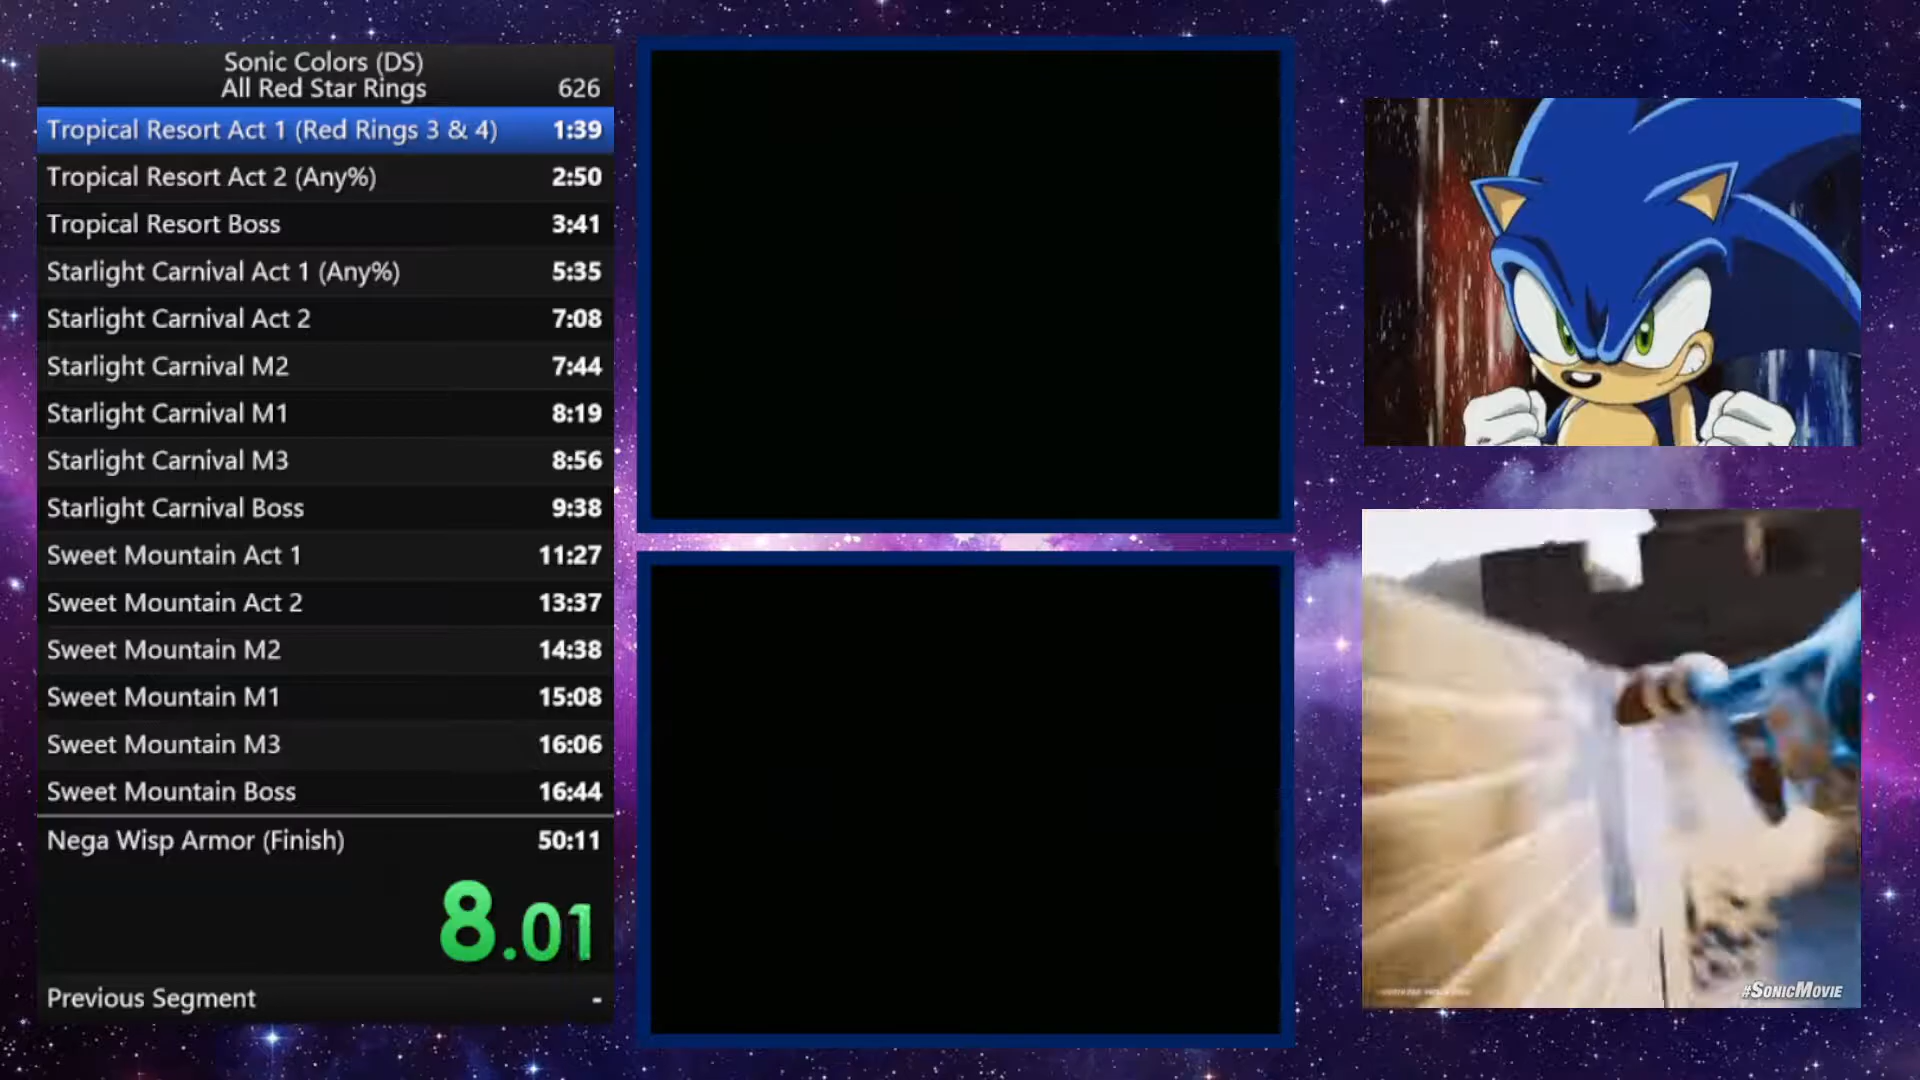 Sonic Colors (DS)
All Red Star Rings 626
Tropical Resort Act 1 (Red Rings 3 & 4) 1:39
Tropical Resort Act 2 (Any%) 2:50
Tropical Resort Boss 3:41
Starlight Carnival Act 1 (Any%) 5:35
Starlight Carnival Act 2 7:08
Starlight Carnival M2 7:44
Starlight Carnival M1 8:19
Starlight Carnival M3 8:56
Starlight Carnival Boss 9:38
Sweet Mountain Act 1 11:27
Sweet Mountain Act 2 13:37
Sweet Mountain M2 14:38
Sweet Mountain M1 15:08
Sweet Mountain M3 16:06
Sweet Mountain Boss 16:44
Nega Wisp Armor (Finish) 50:11
8.01
Previous Segment -
#SONICMOVIE